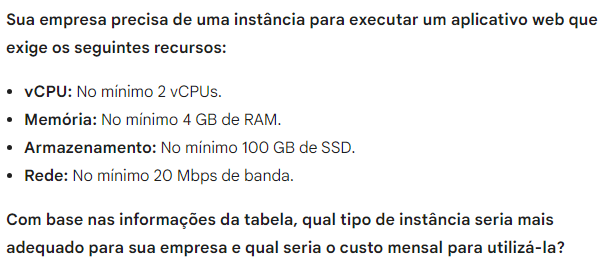 Sua empresa precisa de uma instância para executar um aplicativo web que
exige os seguintes recursos:
• vCPU: No mínimo 2 vCPUs.
• Memória: No mínimo 4 GB de RAM.
• Armazenamento: No mínimo 100 GB de SSD.
• Rede: No mínimo 20 Mbps de banda.
Com base nas informações da tabela, qual tipo de instância seria mais
adequado para sua empresa e qual seria o custo mensal para utilizá-la?